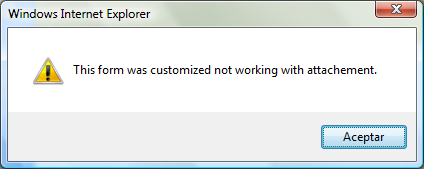 Windows Internet Explorer
This form was customized not working with attachement.
Aceptar